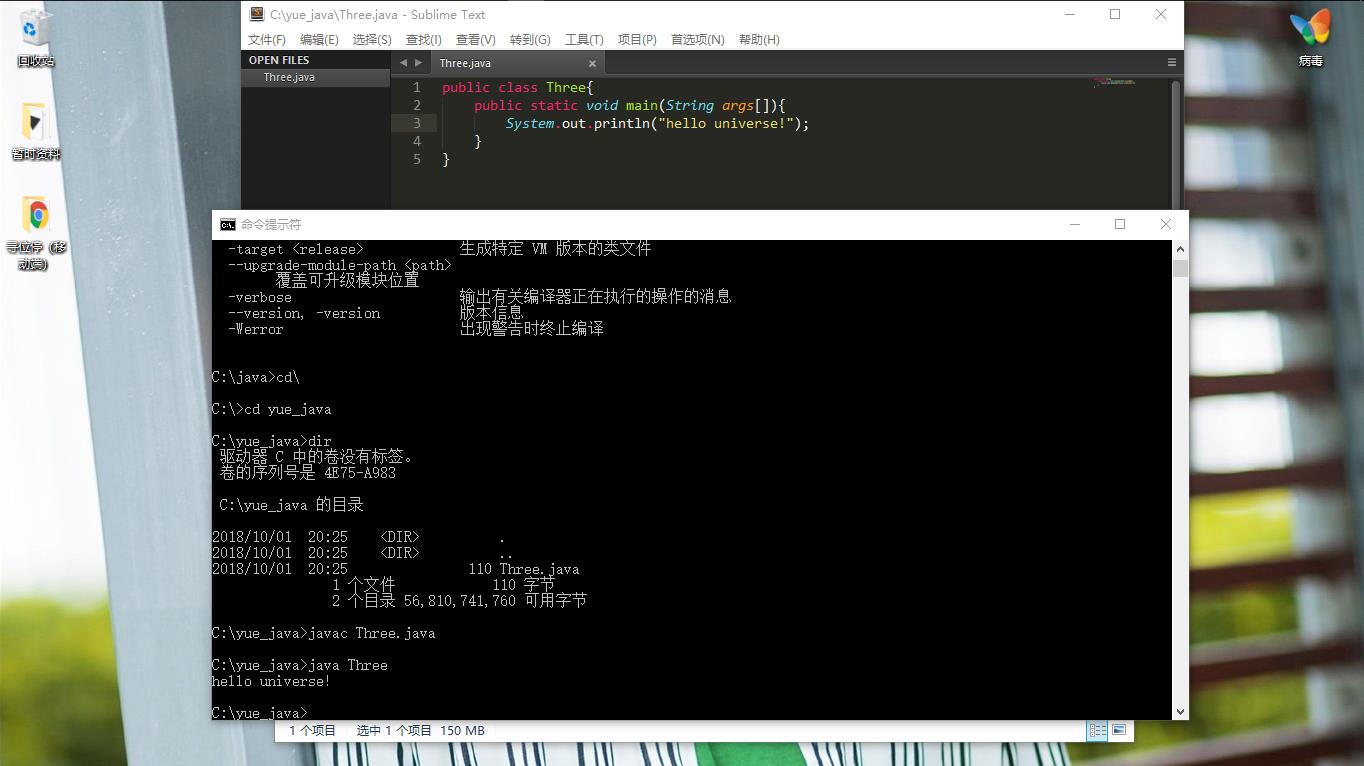 回收站
暂时资料
寻位停（移
动端）
病毒
C:\yue_java\Three.java - Sublime Text
文件(F) 编辑(E) 选择(S) 查找(I) 查看(V) 转到(G) 工具(T) 项目(P) 首选项(N) 帮助(H)
OPEN FILES
Three.java
Three.java
1 public class Three{
2 public static void main(String args[]){
3 System.out.println("hello universe!");
4 }
5 }
命令提示符
-target <release> 生成特定 VM 版本的类文件
--upgrade-module-path <path>
覆盖可升级模块位置
-verbose 输出有关编译器正在执行的操作的消息
--version, -version 版本信息
-Werror 出现警告时终止编译
C:\java>cd\
C:\>cd yue_java
C:\yue_java>dir
驱动器 C 中的卷没有标签。
卷的序列号是 4E75-A983
C:\yue_java 的目录
2018/10/01 20:25 <DIR> .
2018/10/01 20:25 <DIR> ..
2018/10/01 20:25 110 Three.java
1 个文件 110 字节
2 个目录 56,810,741,760 可用字节
C:\yue_java>javac Three.java
C:\yue_java>java Three
hello universe!
C:\yue_java>
1 个项目 选中 1 个项目 150 MB